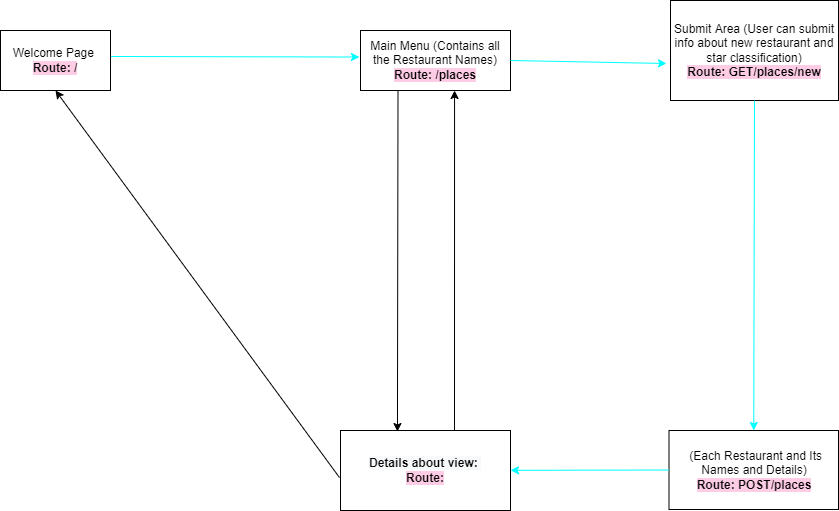 Welcome Page
Route: /
Main Menu (Contains all
the Restaurant Names)
Route: /places
Submit Area (User can submit
info about new restaurant and
star classification)
Route: GET/places/new
Details about view:
Route:
(Each Restaurant and Its
Names and Details)
Route: POST/places